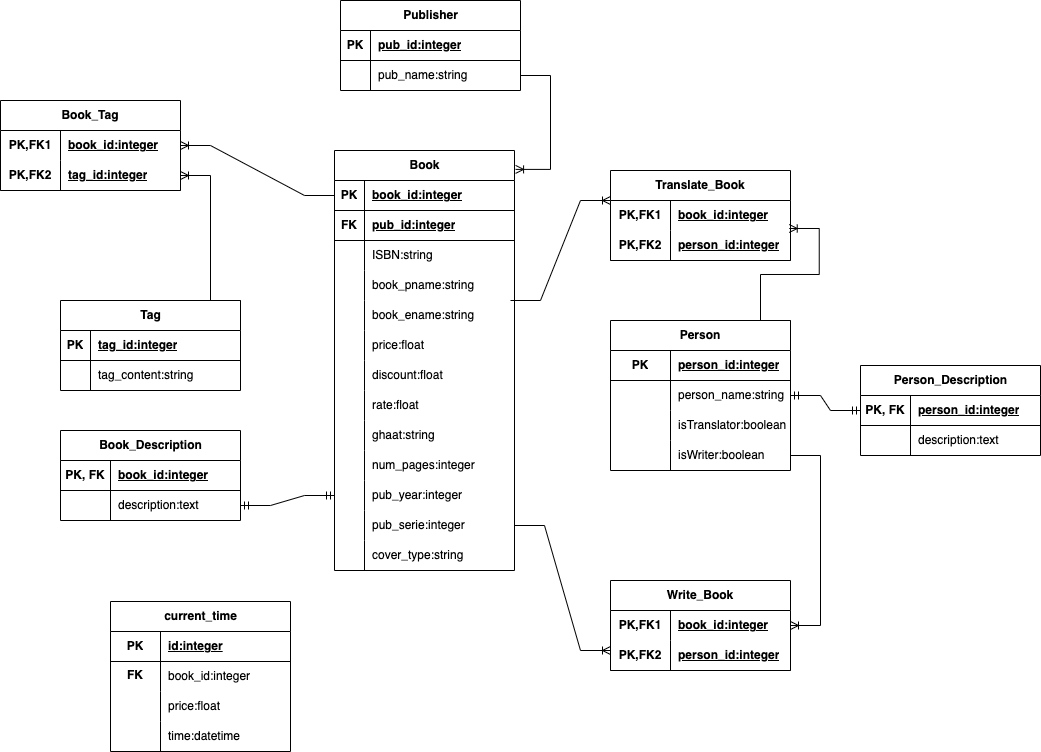 Publisher
PK pub_id:integer
pub_name:string
Book_Tag
PK,FK1 book_id:integer
PK,FK2 tag_id:integer
Book
PK book_id:integer
FK pub_id:integer
ISBN:string
book_pname:string
book_ename:string
price:float
discount:float
rate:float
ghaat:string
num_pages:integer
pub_year:integer
pub_serie:integer
cover_type:string
Translate_Book
PK,FK1 book_id:integer
PK,FK2 person_id:integer
Tag
PK tag_id:integer
tag_content:string
Person
PK person_id:integer
person_name:string
isTranslator:boolean
isWriter:boolean
Person_Description
PK, FK person_id:integer
description:text
Book_Description
PK, FK book_id:integer
description:text
Write_Book
PK,FK1 book_id:integer
PK,FK2 person_id:integer
current_time
PK id:integer
FK book_id:integer
price:float
time:datetime